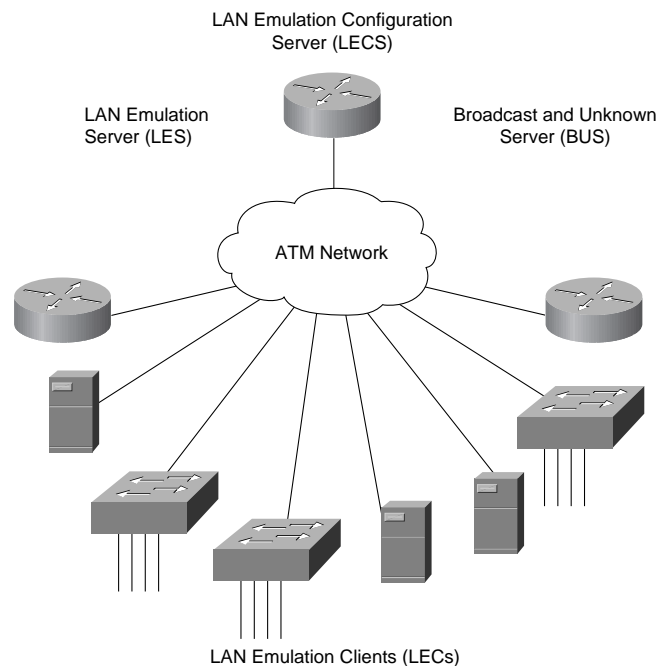 LAN Emulation Configuration
Server (LECS)
LAN Emulation
Server (LES)
Broadcast and Unknown
Server (BUS)
ATM Network
LAN Emulation Clients (LECs)